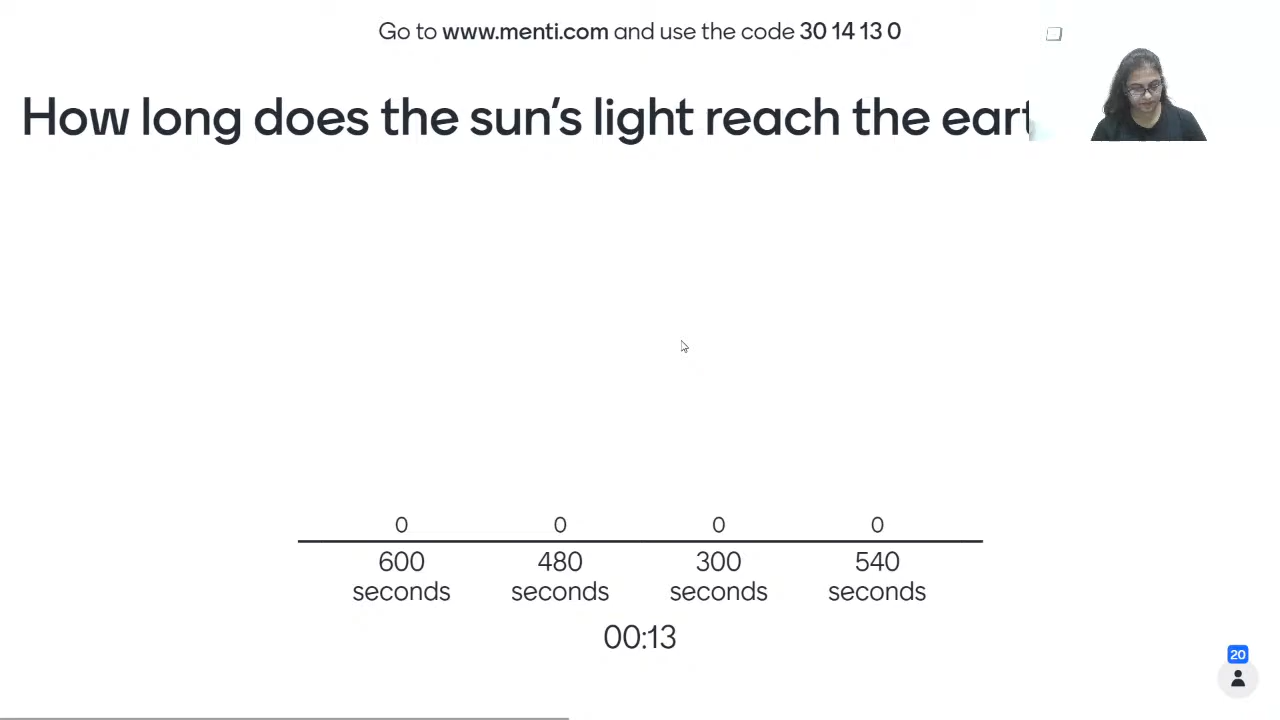 Go to www.menti.com and use the code 30 14 13 0
How long does the sun's light reach the eart
0 0 0 0
600 480 300 540
seconds seconds seconds seconds
00:13
20